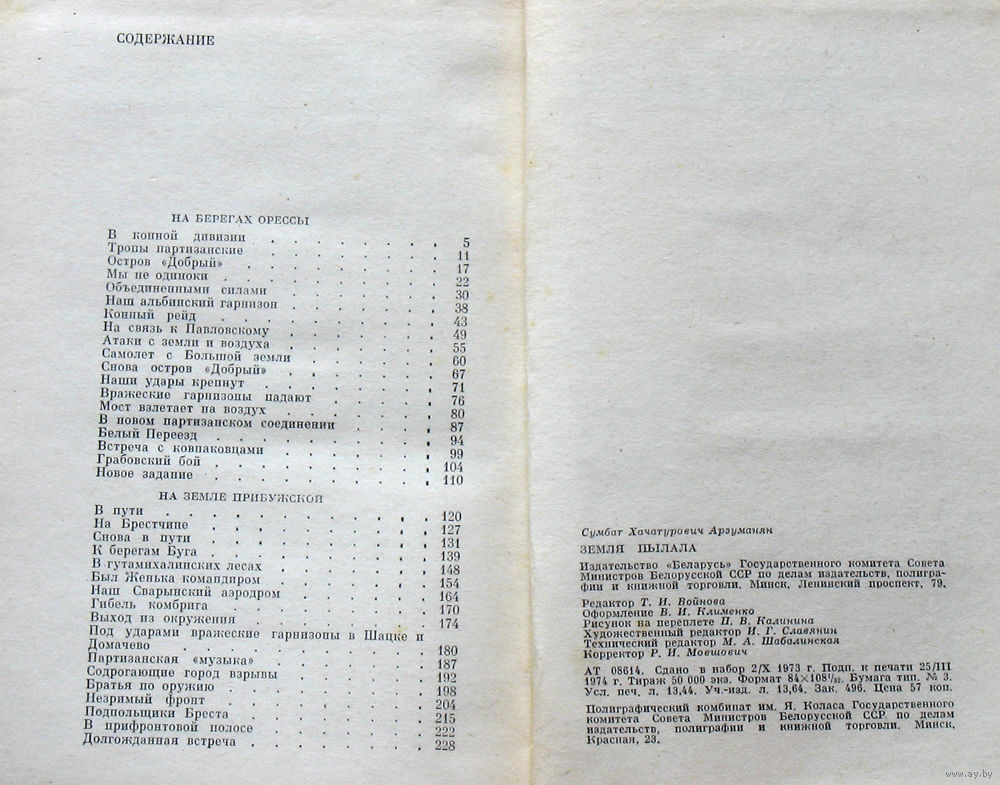 СОДЕРЖАНИЕ
НА БЕРЕГАХ ОРЕССЫ
В конной дивизии . . . . . . . . 5
Тропы партизанские . . . . . . . . 11
Остров «Добрый» . . . . . . . . 17
Мы не одиноки . . . . . . . . 22
Объединенными силами . . . . . . . . 30
Наш альбинский гарнизон . . . . . . . . 38
Конный рейд . . . . . . . . 43
На связь к Павловскому . . . . . . . . 49
Атаки с земли и воздуха . . . . . . . . 55
Самолет с Большой земли . . . . . . . . 60
Снова остров «Добрый» . . . . . . . . 67
Наши удары крепнут . . . . . . . . 71
Вражеские гарнизоны падают . . . . . . . . 76
Мост взлетает на воздух . . . . . . . . 80
В новом партизанском соединении . . . . . 87
Белый Переезд . . . . . . . . 94
Встреча с ковпаковцами . . . . . . . . 99
Грабовский бой . . . . . . . . 104
Новое задание . . . . . . . . 110
НА ЗЕМЛЕ ПРИБУЖСКОЙ
В пути . . . . . . . . 120
На Брестчине . . . . . . . . 127
Снова в пути . . . . . . . . 131
К берегам Буга . . . . . . . . 139
В гутамихалинских лесах . . . . . . . . 148
Был Женька командиром . . . . . . . . 154
Наш Сварынский аэродром . . . . . . . . 164
Гибель комбрига . . . . . . . . 170
Выход из окружения . . . . . . . . 174
Под ударами вражеские гарнизоны в Шацке и
Домачево . . . . . . . . 180
Партизанская «музыка» . . . . . . . . 187
Содрогающие город взрывы . . . . . . . . 192
Братья по оружию . . . . . . . . 198
Незримый фронт . . . . . . . . 204
Подпольщики Бреста . . . . . . . . 215
В прифронтовой полосе . . . . . . . . 222
Долгожданная встреча . . . . . . . . 228
Сумбат Хачатурович Арзуманян
ЗЕМЛЯ ПЫЛАЛА
Издательство «Беларусь» Государственного комитета Совета
Министров Белорусской ССР по делам издательств, полигра-
фии и книжной торговли. Минск, Ленинский проспект, 79.
Редактор Т. И. Войнова
Оформление В. И. Клименко
Рисунок на переплете П. В. Калинина
Художественный редактор И. Г. Славянин
Технический редактор М. А. Шабалинская
Корректор Р. И. Мовшович
АТ 08614. Сдано в набор 2/X 1973 г. Подп. к печати 25/III
1974 г. Тираж 50 000 экз. Формат 84×108 1/32. Бумага тип. № 3.
Усл. печ. л. 13,44. Уч.-изд. л. 13,64. Зак. 496. Цена 57 коп.
Полиграфический комбинат им. Я. Коласа Государственного
комитета Совета Министров Белорусской ССР по делам
издательств, полиграфии и книжной торговли. Минск,
Красная, 23.
www.ay.by